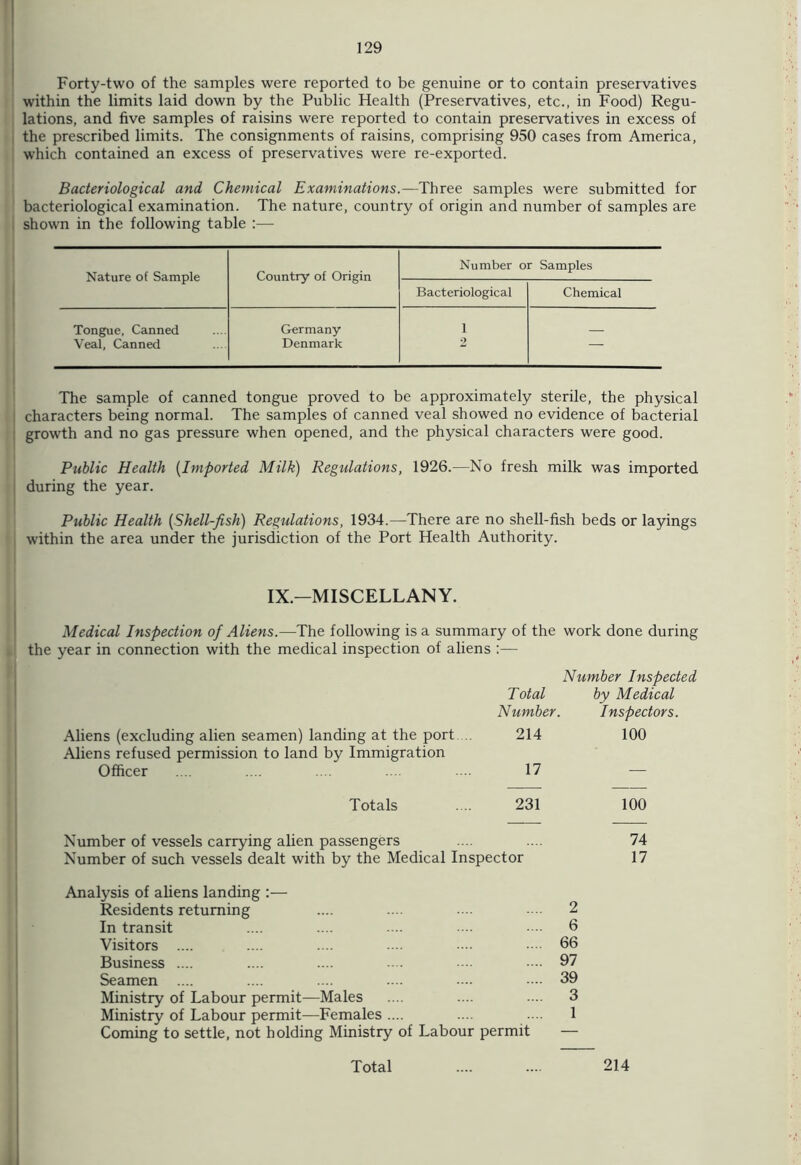 129
Forty-two of the samples were reported to be genuine or to contain preservatives
within the limits laid down by the Public Health (Preservatives, etc., in Food) Regu-
lations, and five samples of raisins were reported to contain preservatives in excess of
the prescribed limits. The consignments of raisins, comprising 950 cases from America,
which contained an excess of preservatives were re-exported.
Bacteriological and Chemical Examinations.—Three samples were submitted for
bacteriological examination. The nature, country of origin and number of samples are
shown in the following table :—
Nature of Sample Country of Origin Number or Samples
Bacteriological Chemical
Tongue, Canned .... Germany 1 —
Veal, Canned .... Denmark 2 —
The sample of canned tongue proved to be approximately sterile, the physical
characters being normal. The samples of canned veal showed no evidence of bacterial
growth and no gas pressure when opened, and the physical characters were good.
Public Health (Imported Milk) Regulations, 1926.—No fresh milk was imported
during the year.
Public Health (Shell-fish) Regulations, 1934.—There are no shell-fish beds or layings
within the area under the jurisdiction of the Port Health Authority.
IX.—MISCELLANY.
Medical Inspection of Aliens.—The following is a summary of the work done during
the year in connection with the medical inspection of aliens :—
Number Inspected
Total by Medical
Number. Inspectors.
Aliens (excluding alien seamen) landing at the port .... 214 100
Aliens refused permission to land by Immigration
Officer .... .... .... .... .... 17 —
Totals .... 231 100
Number of vessels carrying alien passengers .... .... 74
Number of such vessels dealt with by the Medical Inspector 17
Analysis of aliens landing :—
Residents returning .... .... .... .... 2
In transit .... .... .... .... .... 6
Visitors .... .... .... .... .... .... 66
Business .... .... .... .... .... .... 97
Seamen .... .... .... .... .... .... 39
Ministry of Labour permit—Males .... .... .... 3
Ministry of Labour permit—Females .... .... .... 1
Coming to settle, not holding Ministry of Labour permit —
Total .... .... 214